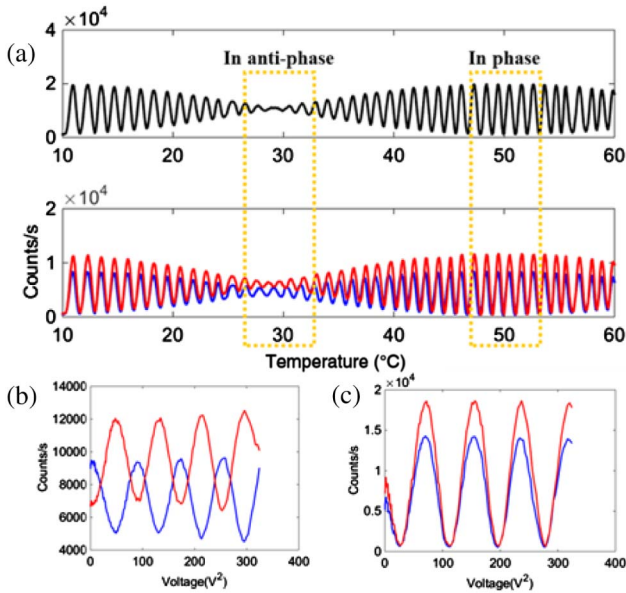 (a)
×10⁴
In anti-phase
In phase
4
2
0
10 20 30 40 50 60
×10⁴
2
1
0
Counts/s
10 20 30 40 50 60
Temperature (°C)
(b)
14000
12000
10000
8000
6000
4000
Counts/s
0 100 200 300 400
Voltage(V²)
(c)
×10⁴
2
1.5
1
0.5
0
Counts/s
0 100 200 300 400
Voltage(V²)